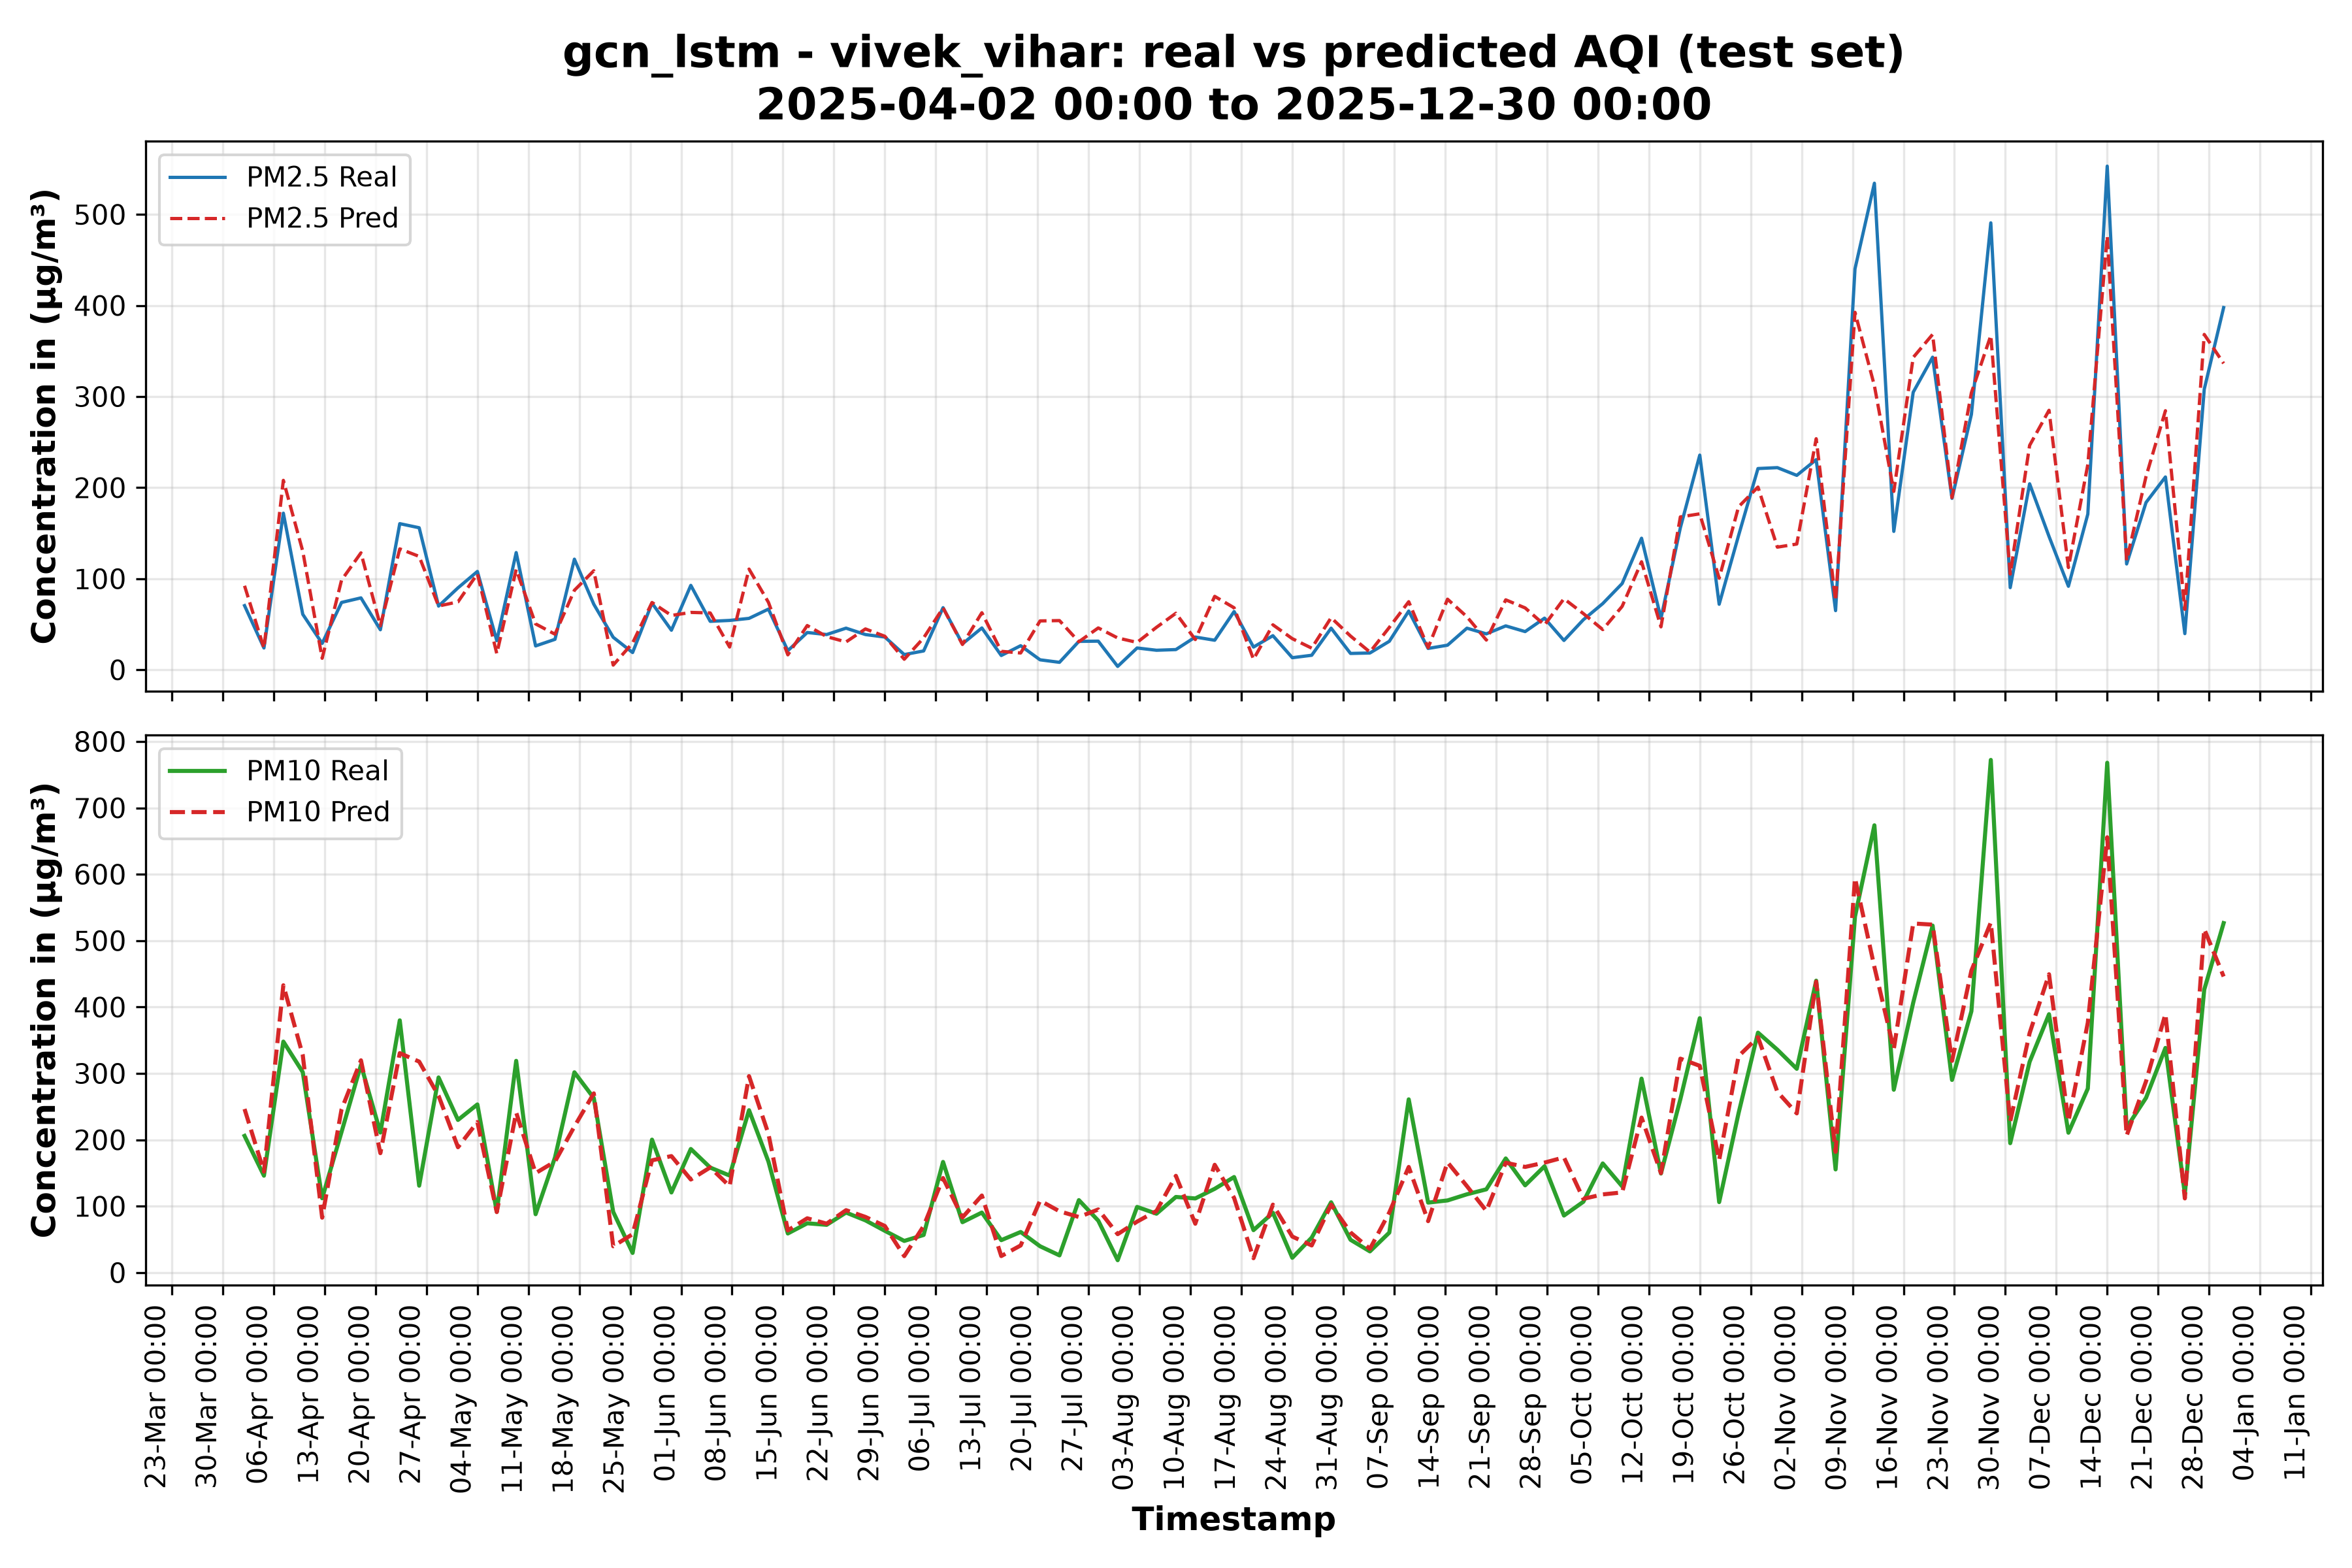 gcn_lstm - vivek_vihar: real vs predicted AQI (test set)
2025-04-02 00:00 to 2025-12-30 00:00
Concentration in (µg/m³)
500
400
300
200
100
0
PM2.5 Real
PM2.5 Pred
Concentration in (µg/m³)
800
700
600
500
400
300
200
100
0
PM10 Real
PM10 Pred
23-Mar 00:00
30-Mar 00:00
06-Apr 00:00
13-Apr 00:00
20-Apr 00:00
27-Apr 00:00
04-May 00:00
11-May 00:00
18-May 00:00
25-May 00:00
01-Jun 00:00
08-Jun 00:00
15-Jun 00:00
22-Jun 00:00
29-Jun 00:00
06-Jul 00:00
13-Jul 00:00
20-Jul 00:00
27-Jul 00:00
03-Aug 00:00
10-Aug 00:00
17-Aug 00:00
24-Aug 00:00
31-Aug 00:00
07-Sep 00:00
14-Sep 00:00
21-Sep 00:00
28-Sep 00:00
05-Oct 00:00
12-Oct 00:00
19-Oct 00:00
26-Oct 00:00
02-Nov 00:00
09-Nov 00:00
16-Nov 00:00
23-Nov 00:00
30-Nov 00:00
07-Dec 00:00
14-Dec 00:00
21-Dec 00:00
28-Dec 00:00
04-Jan 00:00
11-Jan 00:00
Timestamp